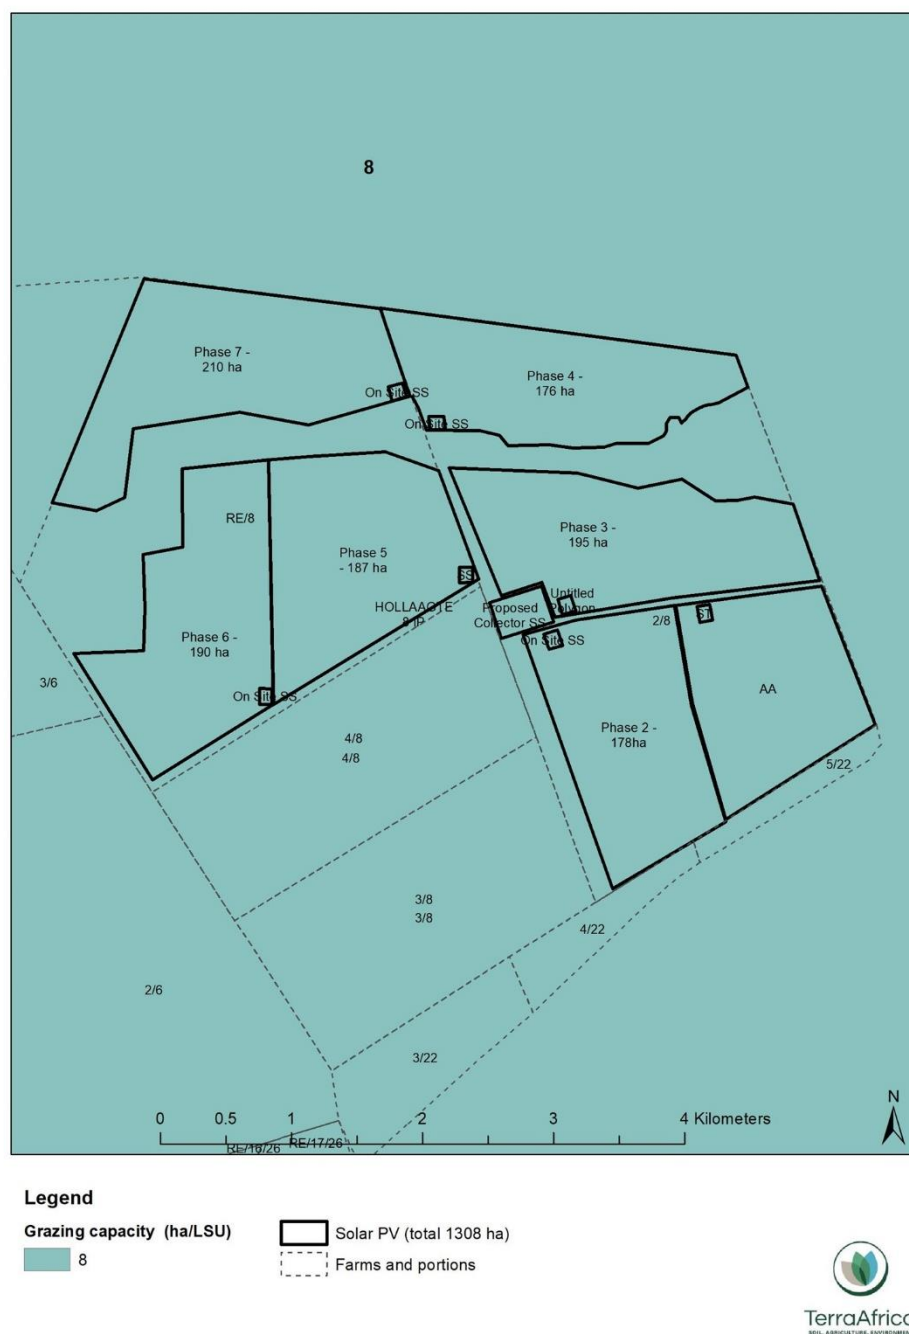 8
Phase 7 -
210 ha
Phase 4 -
176 ha
On Site SS
On Site SS
RE/8
Phase 3 -
195 ha
Phase 5
- 187 ha
SS
HOLLAAGTE
8 IP
Untitled
Polygon
Proposed
Collector SS
2/8
ST
On Site SS
Phase 6 -
190 ha
3/6
On Site SS
AA
Phase 2 -
178ha
4/8
4/8
5/22
3/8
3/8
4/22
2/6
3/22
N
0 0.5 1 2 3 4 Kilometers
RE/17/26
RE/16/26
Legend
Grazing capacity (ha/LSU)
8
Solar PV (total 1308 ha)
Farms and portions
TerraAfrica
SOIL. AGRICULTURE. ENVIRONMENT